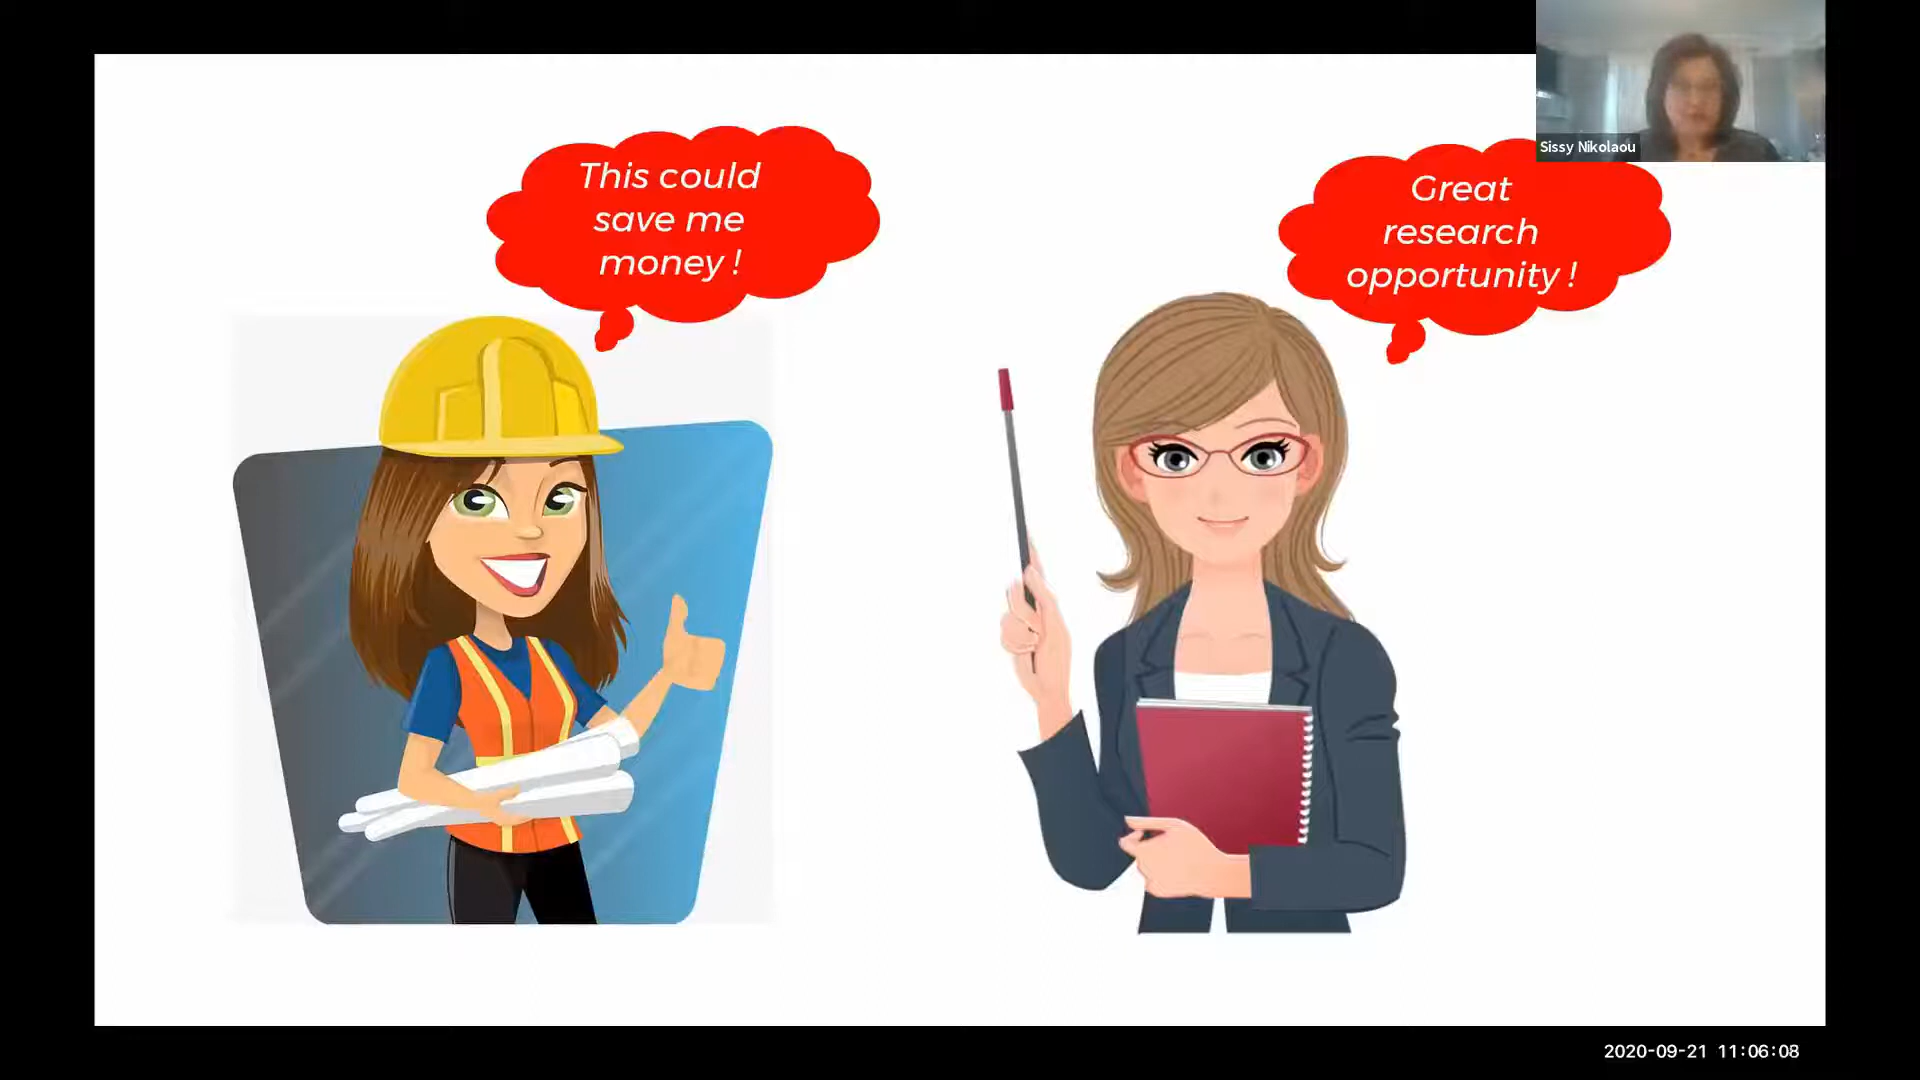 This could
save me
money !
Great
research
opportunity !
Sissy Nikolaou
2020-09-21 11:06:08